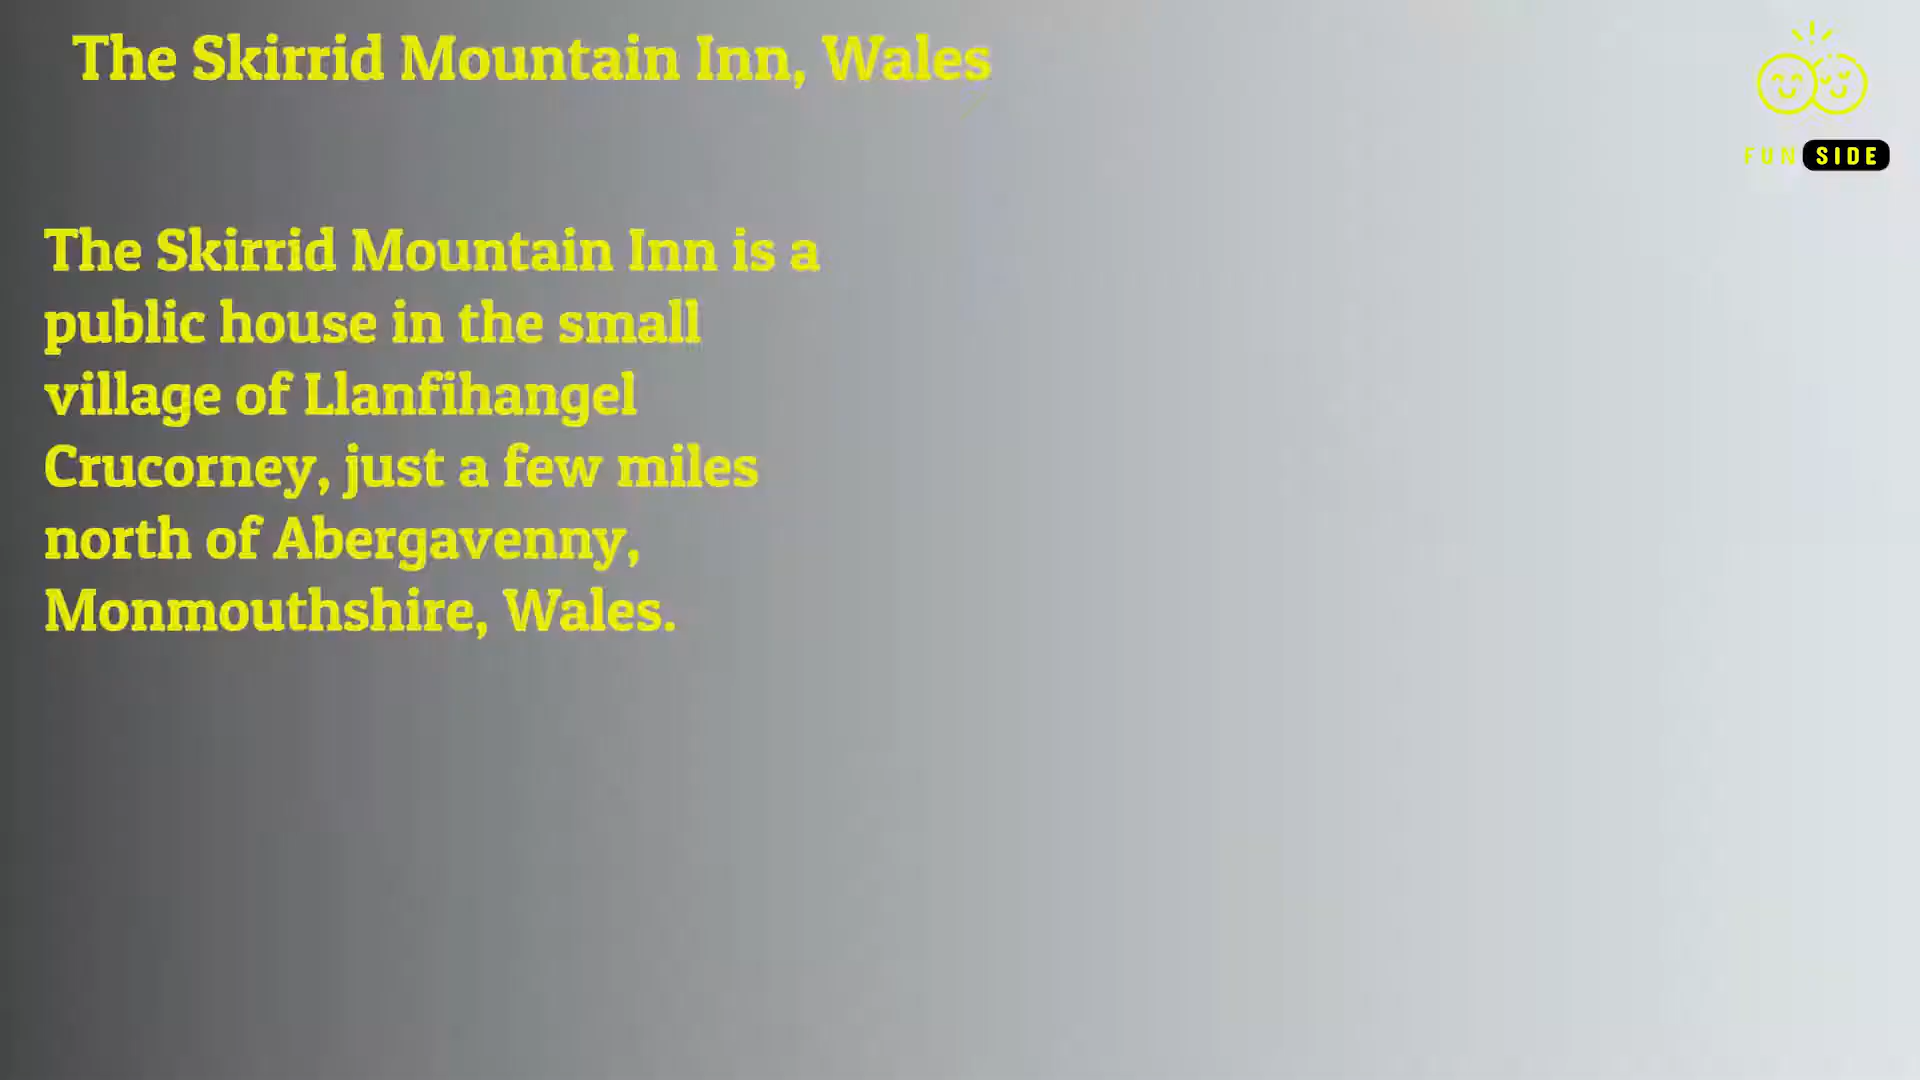 The Skirrid Mountain Inn, Wales
FUN SIDE
The Skirrid Mountain Inn is a
public house in the small
village of Llanfihangel
Crucorney, just a few miles
north of Abergavenny,
Monmouthshire, Wales.